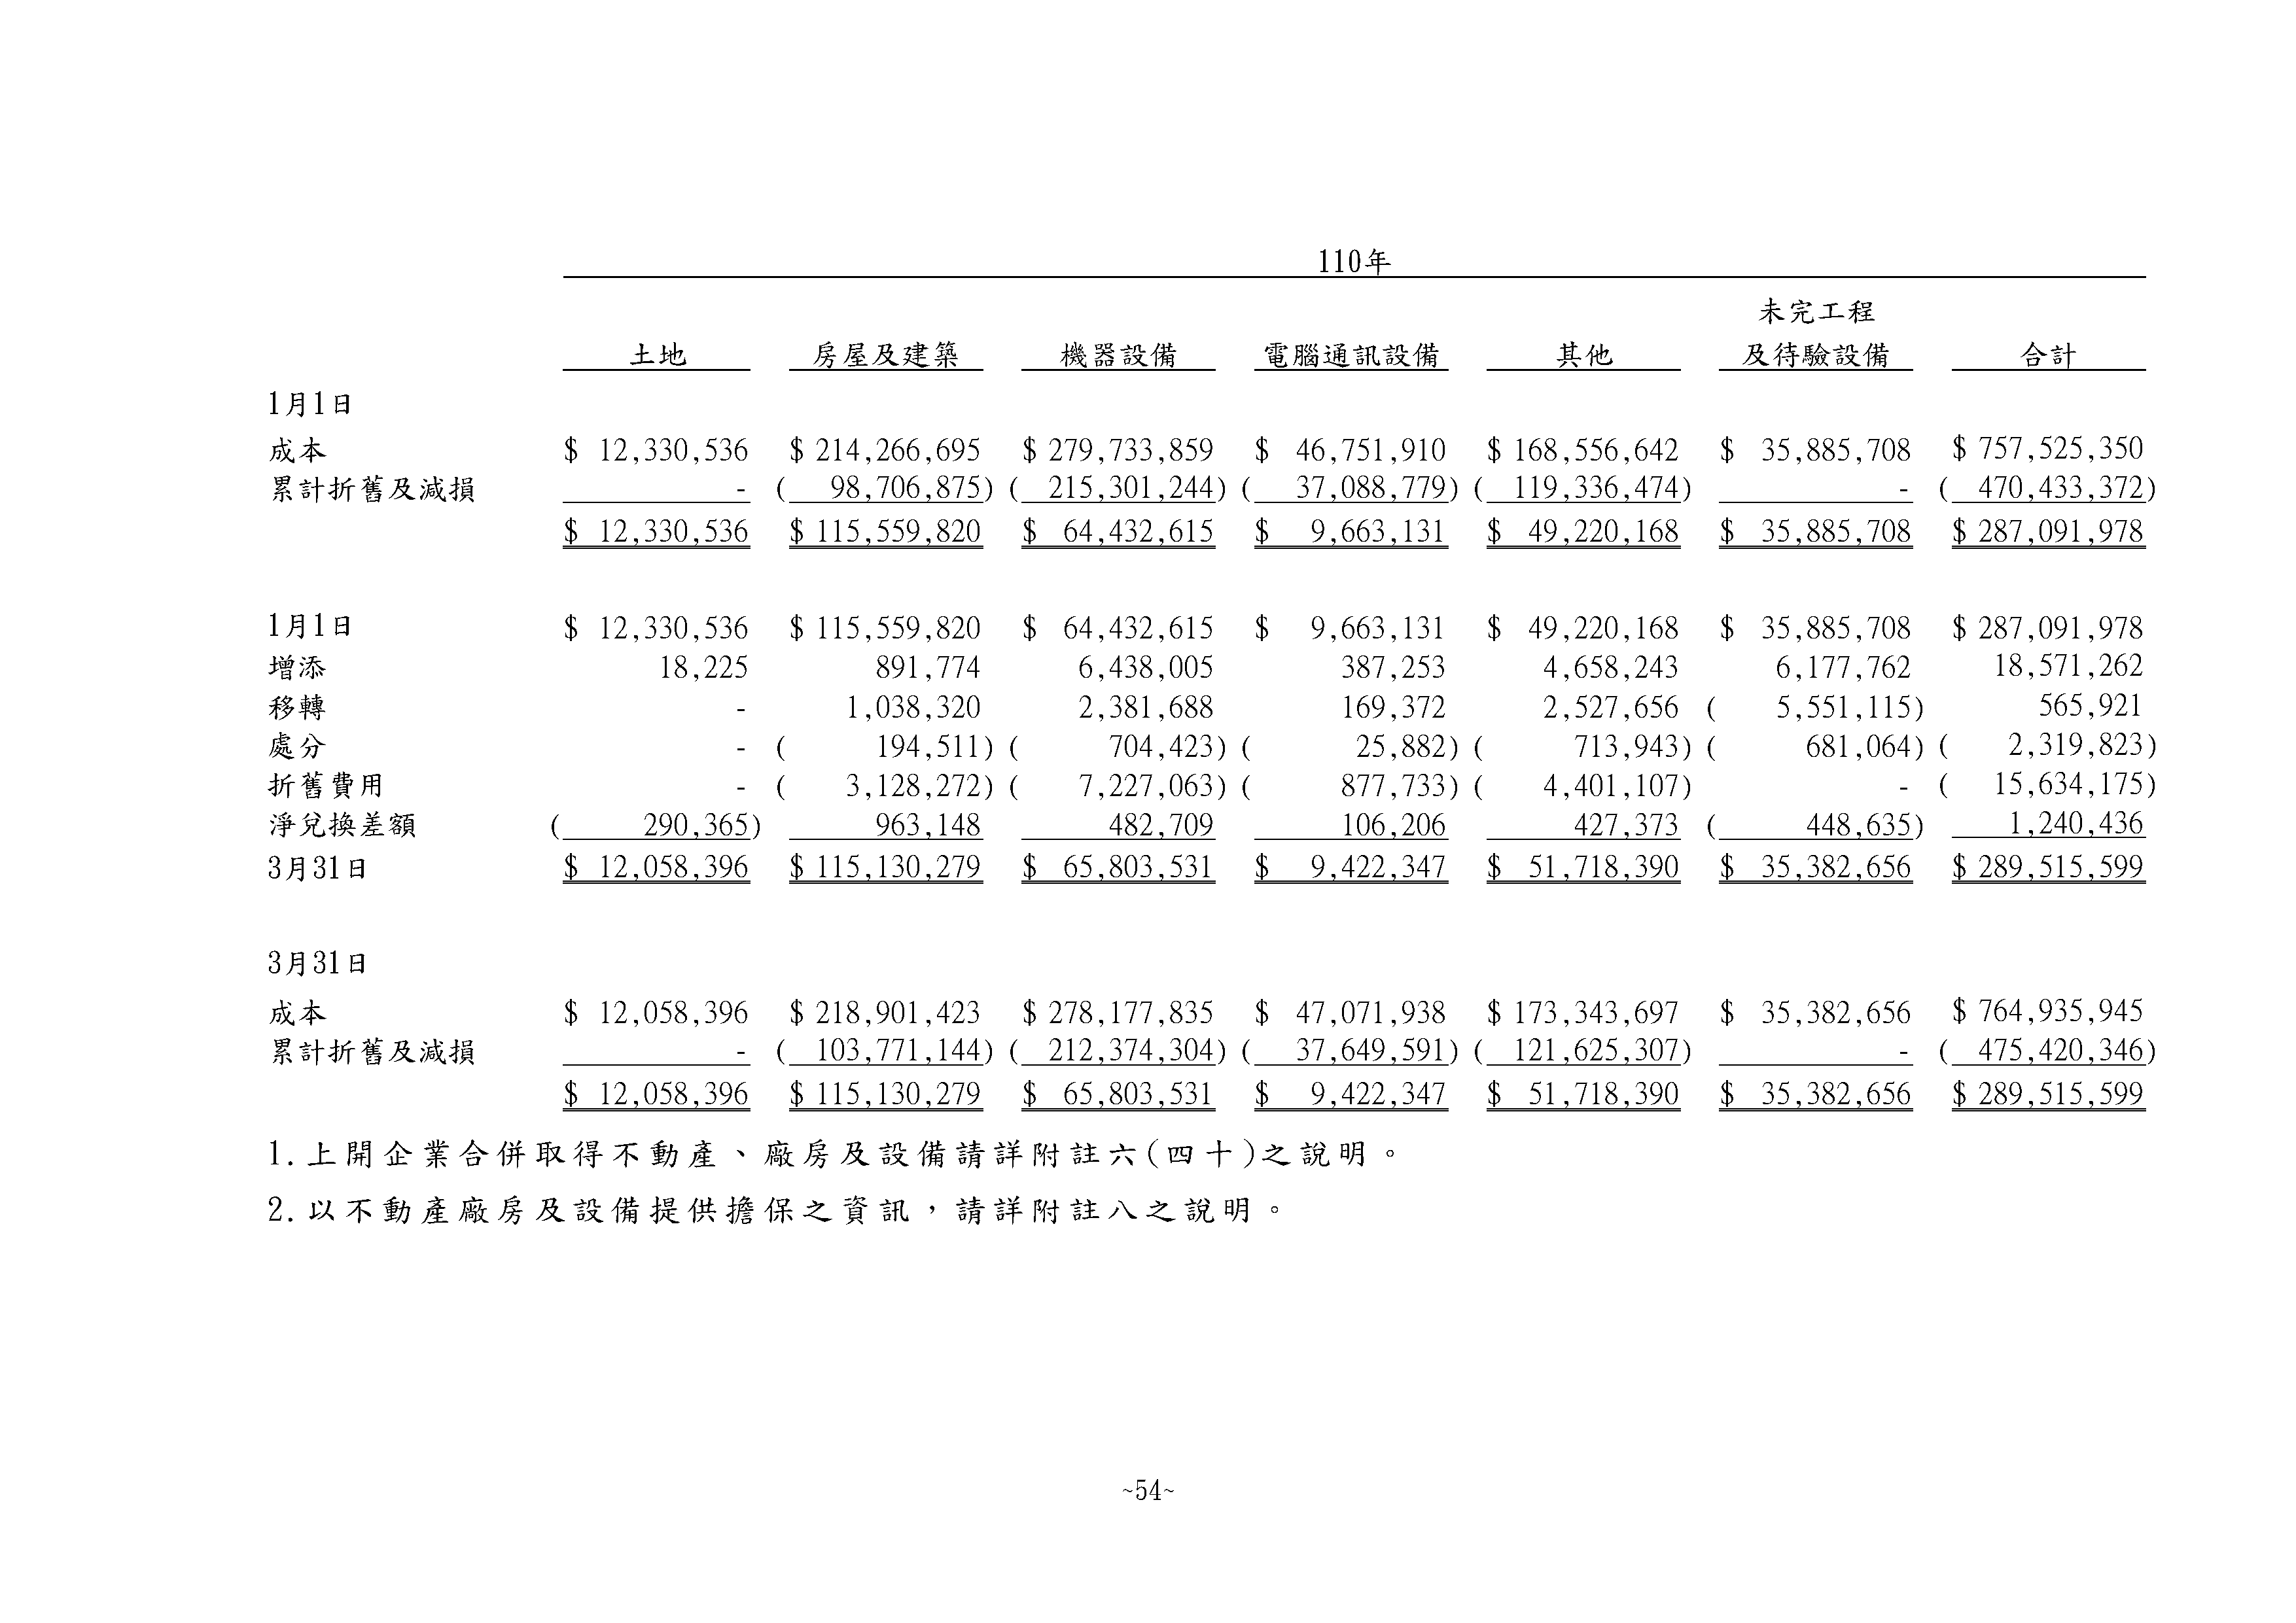 110年
未完工程
土地 房屋及建築 機器設備 電腦通訊設備 其他 及待驗設備 合計
1月1日
成本 $ 12,330,536 $ 214,266,695 $ 279,733,859 $ 46,751,910 $ 168,556,642 $ 35,885,708 $ 757,525,350
累計折舊及減損 - ( 98,706,875) ( 215,301,244) ( 37,088,779) ( 119,336,474) - ( 470,433,372)
$ 12,330,536 $ 115,559,820 $ 64,432,615 $ 9,663,131 $ 49,220,168 $ 35,885,708 $ 287,091,978
1月1日 $ 12,330,536 $ 115,559,820 $ 64,432,615 $ 9,663,131 $ 49,220,168 $ 35,885,708 $ 287,091,978
增添 18,225 891,774 6,438,005 387,253 4,658,243 6,177,762 18,571,262
移轉 - 1,038,320 2,381,688 169,372 2,527,656 ( 5,551,115) 565,921
處分 - ( 194,511) ( 704,423) ( 25,882) ( 713,943) ( 681,064) ( 2,319,823)
折舊費用 - ( 3,128,272) ( 7,227,063) ( 877,733) ( 4,401,107) - ( 15,634,175)
淨兌換差額 ( 290,365) 963,148 482,709 106,206 427,373 ( 448,635) 1,240,436
3月31日 $ 12,058,396 $ 115,130,279 $ 65,803,531 $ 9,422,347 $ 51,718,390 $ 35,382,656 $ 289,515,599
3月31日
成本 $ 12,058,396 $ 218,901,423 $ 278,177,835 $ 47,071,938 $ 173,343,697 $ 35,382,656 $ 764,935,945
累計折舊及減損 - ( 103,771,144) ( 212,374,304) ( 37,649,591) ( 121,625,307) - ( 475,420,346)
$ 12,058,396 $ 115,130,279 $ 65,803,531 $ 9,422,347 $ 51,718,390 $ 35,382,656 $ 289,515,599
1. 上開企業合併取得不動產、廠房及設備請詳附註六(四十)之說明。
2. 以不動產廠房及設備提供擔保之資訊，請詳附註八之說明。
~54~